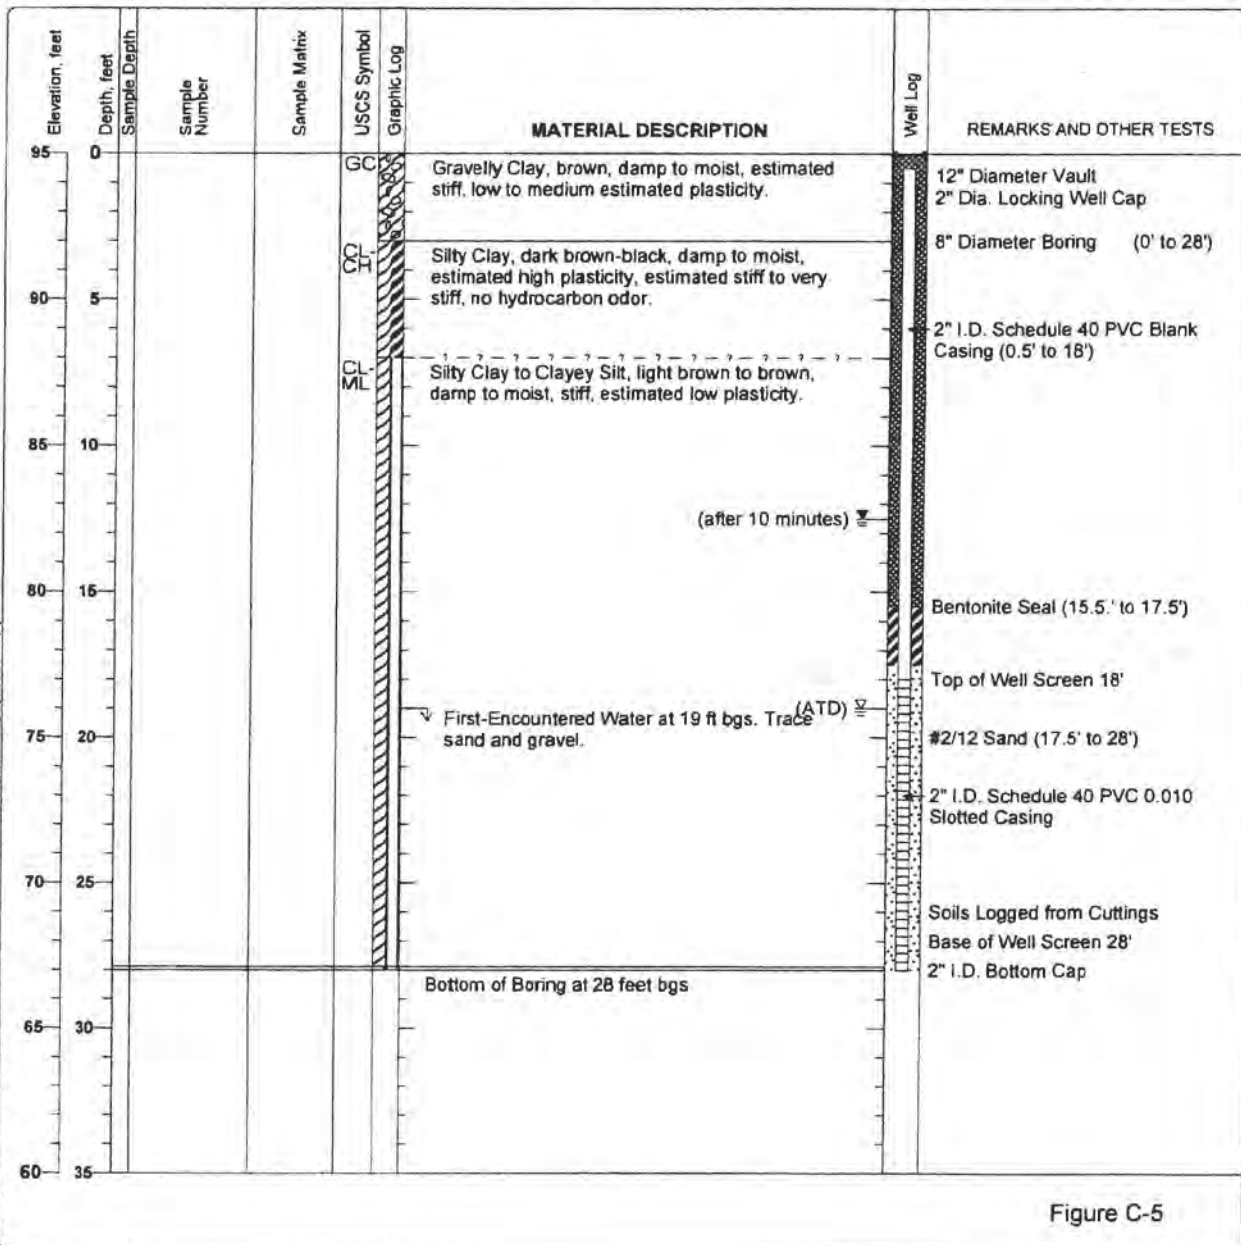 Elevation, feet
Depth, feet
Sample Depth
Sample Number
Sample Matrix
USCS Symbol
Graphic Log
MATERIAL DESCRIPTION
Well Log
REMARKS AND OTHER TESTS
95 0
GC
Gravelly Clay, brown, damp to moist, estimated
stiff, low to medium estimated plasticity.
12" Diameter Vault
2" Dia. Locking Well Cap
8" Diameter Boring (0' to 28')
CL-
CH
Silty Clay, dark brown-black, damp to moist,
estimated high plasticity, estimated stiff to very
stiff, no hydrocarbon odor.
90 5
2" I.D. Schedule 40 PVC Blank
Casing (0.5' to 18')
? ? ? ? ? ? ? ? ?
CL-
ML
Silty Clay to Clayey Silt, light brown to brown,
damp to moist, stiff, estimated low plasticity.
85 10
(after 10 minutes)
80 15
Bentonite Seal (15.5.' to 17.5')
Top of Well Screen 18'
(ATD)
First-Encountered Water at 19 ft bgs. Trace
sand and gravel.
75 20
#2/12 Sand (17.5' to 28')
2" I.D. Schedule 40 PVC 0.010
Slotted Casing
70 25
Soils Logged from Cuttings
Base of Well Screen 28'
2" I.D. Bottom Cap
Bottom of Boring at 28 feet bgs
65 30
60 35
Figure C-5